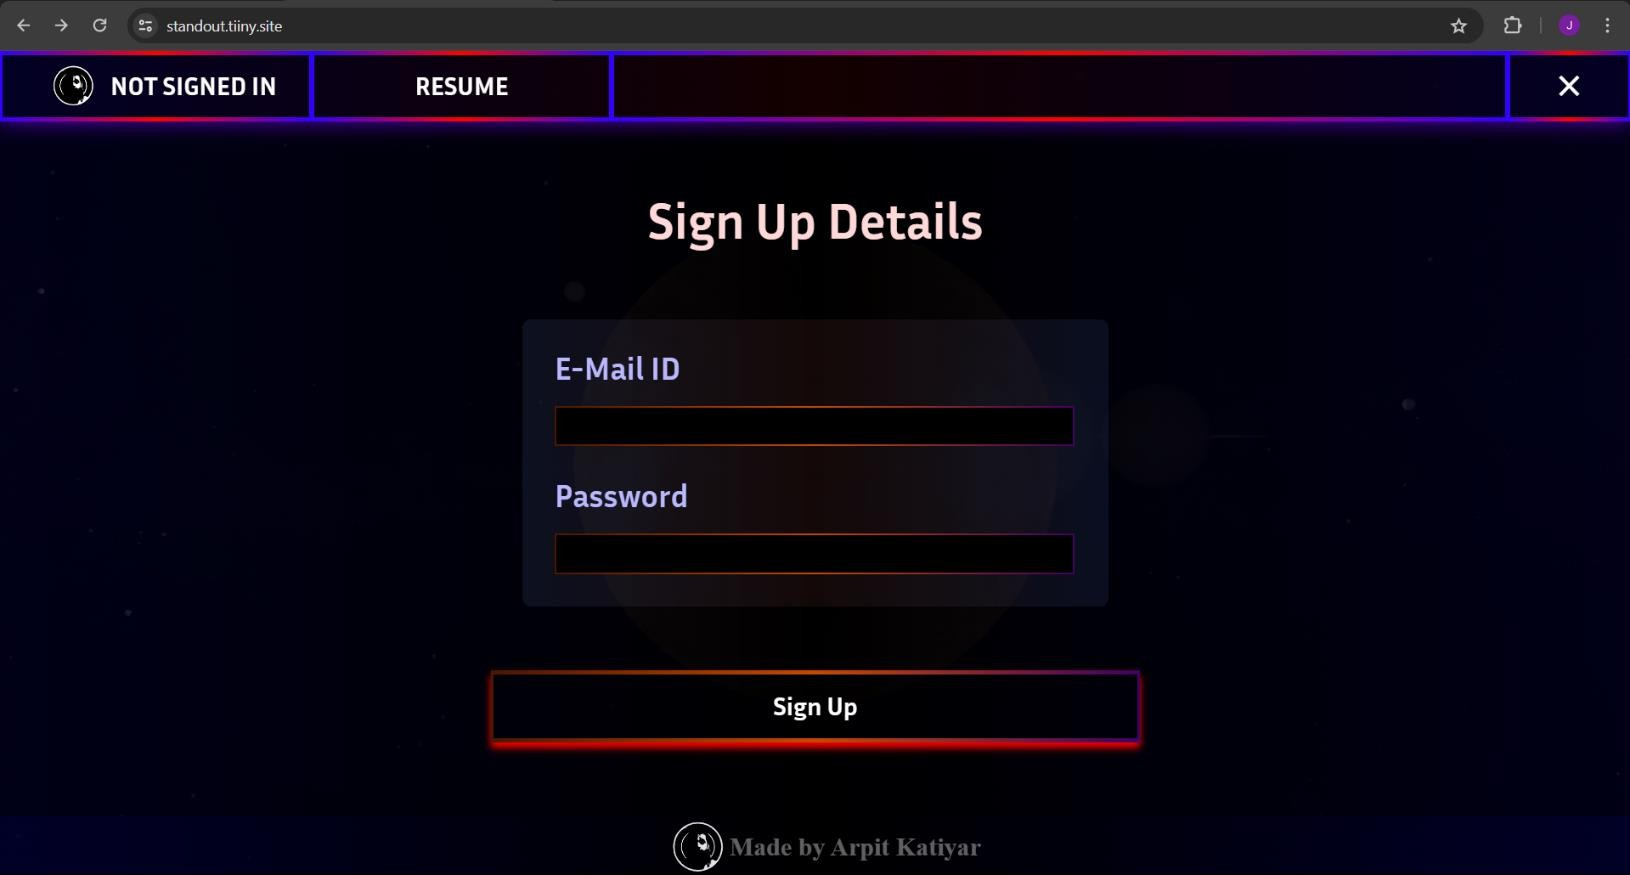 standout.tiiny.site
J
NOT SIGNED IN
RESUME
Sign Up Details
E-Mail ID
Password
Sign Up
Made by Arpit Katiyar